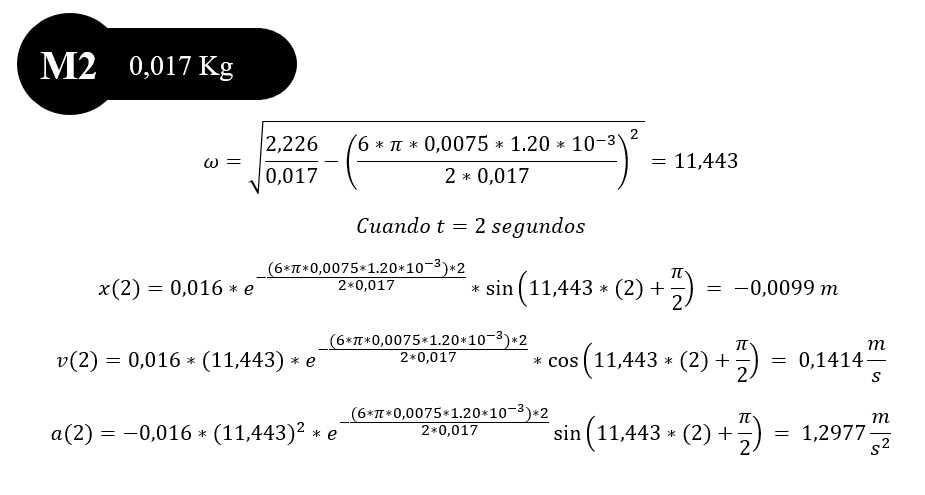 M2 0,017 Kg
ω = √(2,226/0,017 − ((6 * π * 0,0075 * 1.20 * 10⁻³)/(2 * 0,017))²) = 11,443
Cuando t = 2 segundos
x(2) = 0,016 * e^(−((6*π*0,0075*1.20*10⁻³)*2)/(2*0,017)) * sin(11,443 * (2) + π/2) = −0,0099 m
v(2) = 0,016 * (11,443) * e^(−((6*π*0,0075*1.20*10⁻³)*2)/(2*0,017)) * cos(11,443 * (2) + π/2) = 0,1414 m/s
a(2) = −0,016 * (11,443)² * e^(−((6*π*0,0075*1.20*10⁻³)*2)/(2*0,017)) sin(11,443 * (2) + π/2) = 1,2977 m/s²